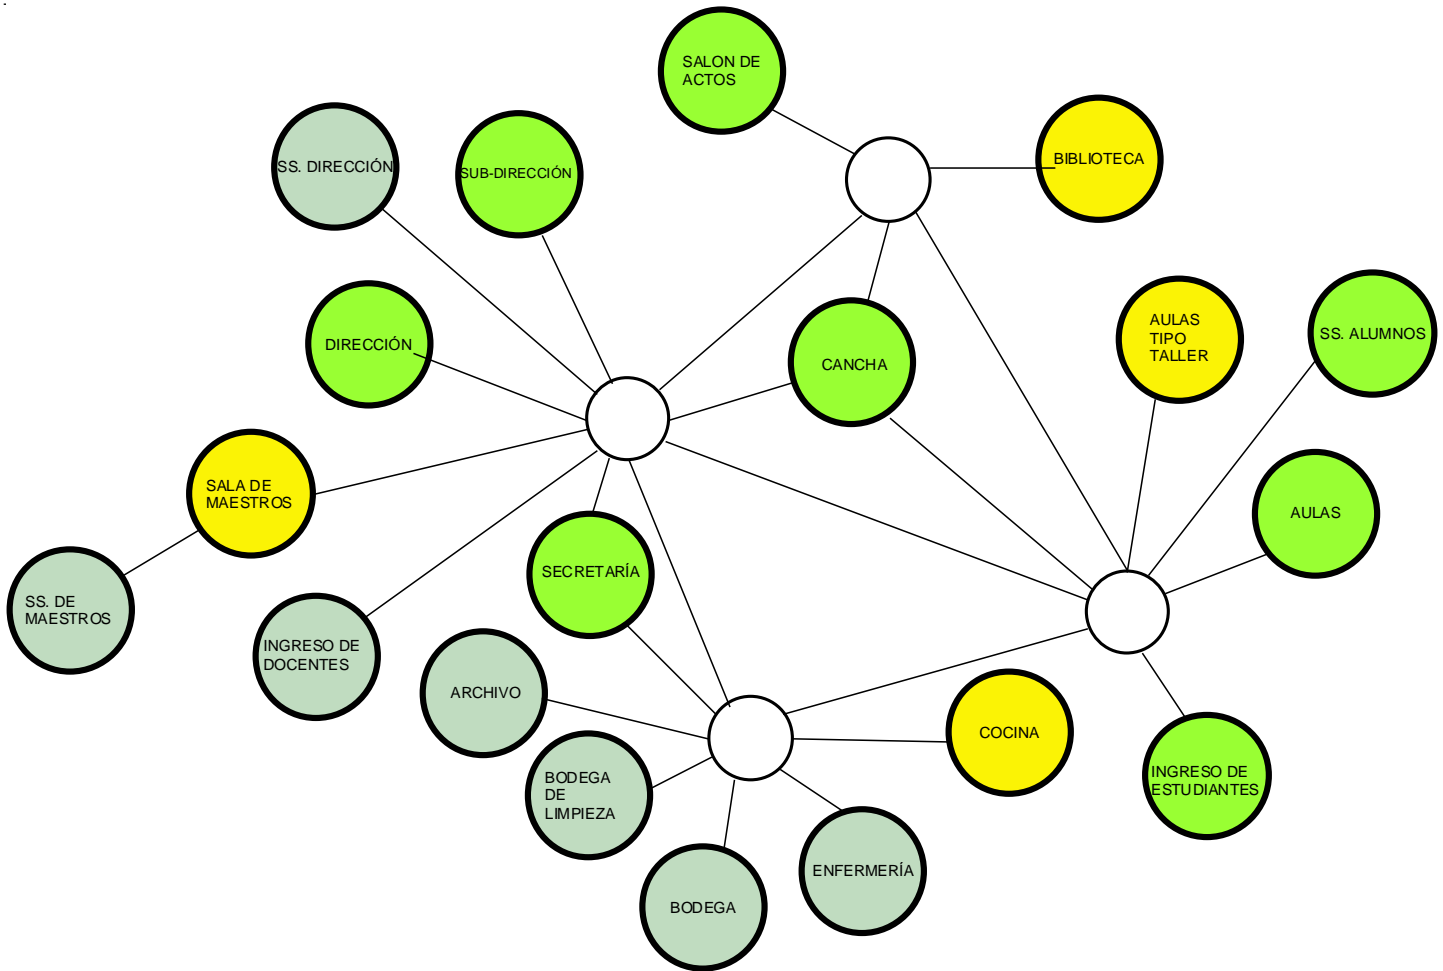 SALON DE
ACTOS
BIBLIOTECA
SS. DIRECCIÓN
SUB-DIRECCIÓN
DIRECCIÓN
CANCHA
AULAS
TIPO
TALLER
SS. ALUMNOS
SALA DE
MAESTROS
AULAS
SECRETARÍA
SS. DE
MAESTROS
INGRESO DE
DOCENTES
ARCHIVO
COCINA
BODEGA
DE
LIMPIEZA
INGRESO DE
ESTUDIANTES
ENFERMERÍA
BODEGA